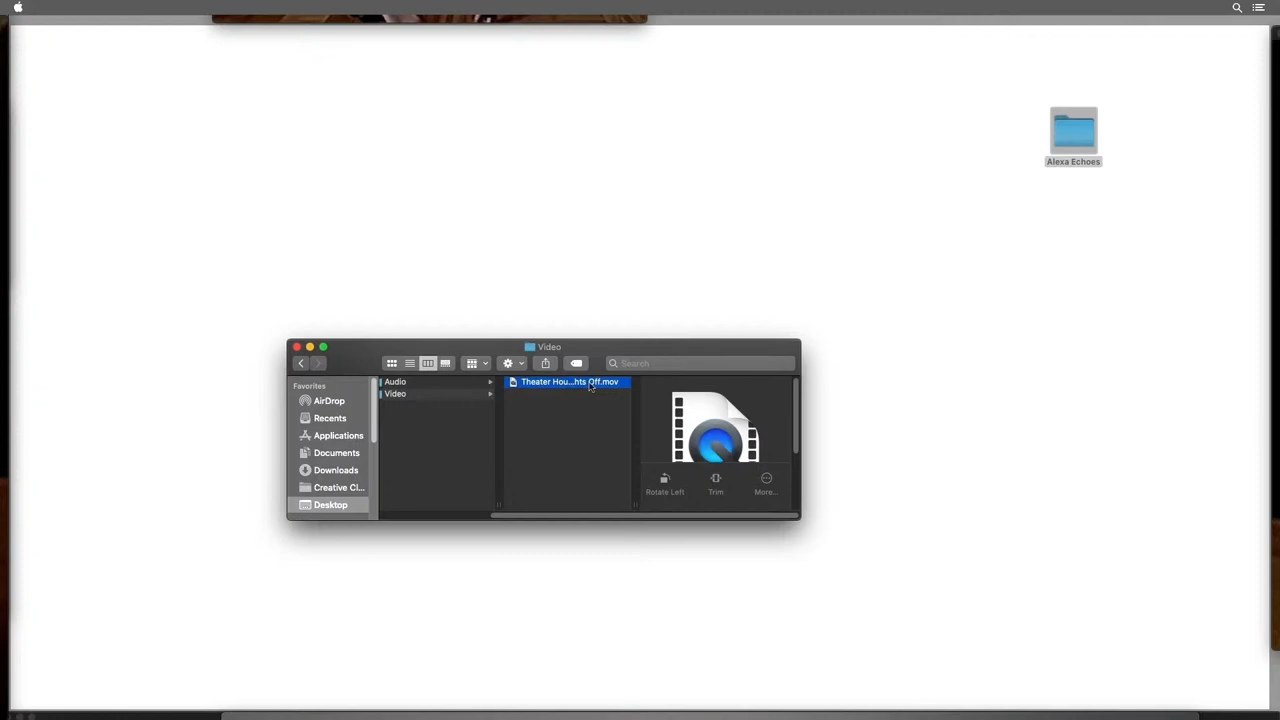 Alexa Echoes
Video
Search
Favorites
AirDrop
Recents
Applications
Documents
Downloads
Creative Cl...
Desktop
Audio
Video
Theater Hou...hts Off.mov
Rotate Left
Trim
More...